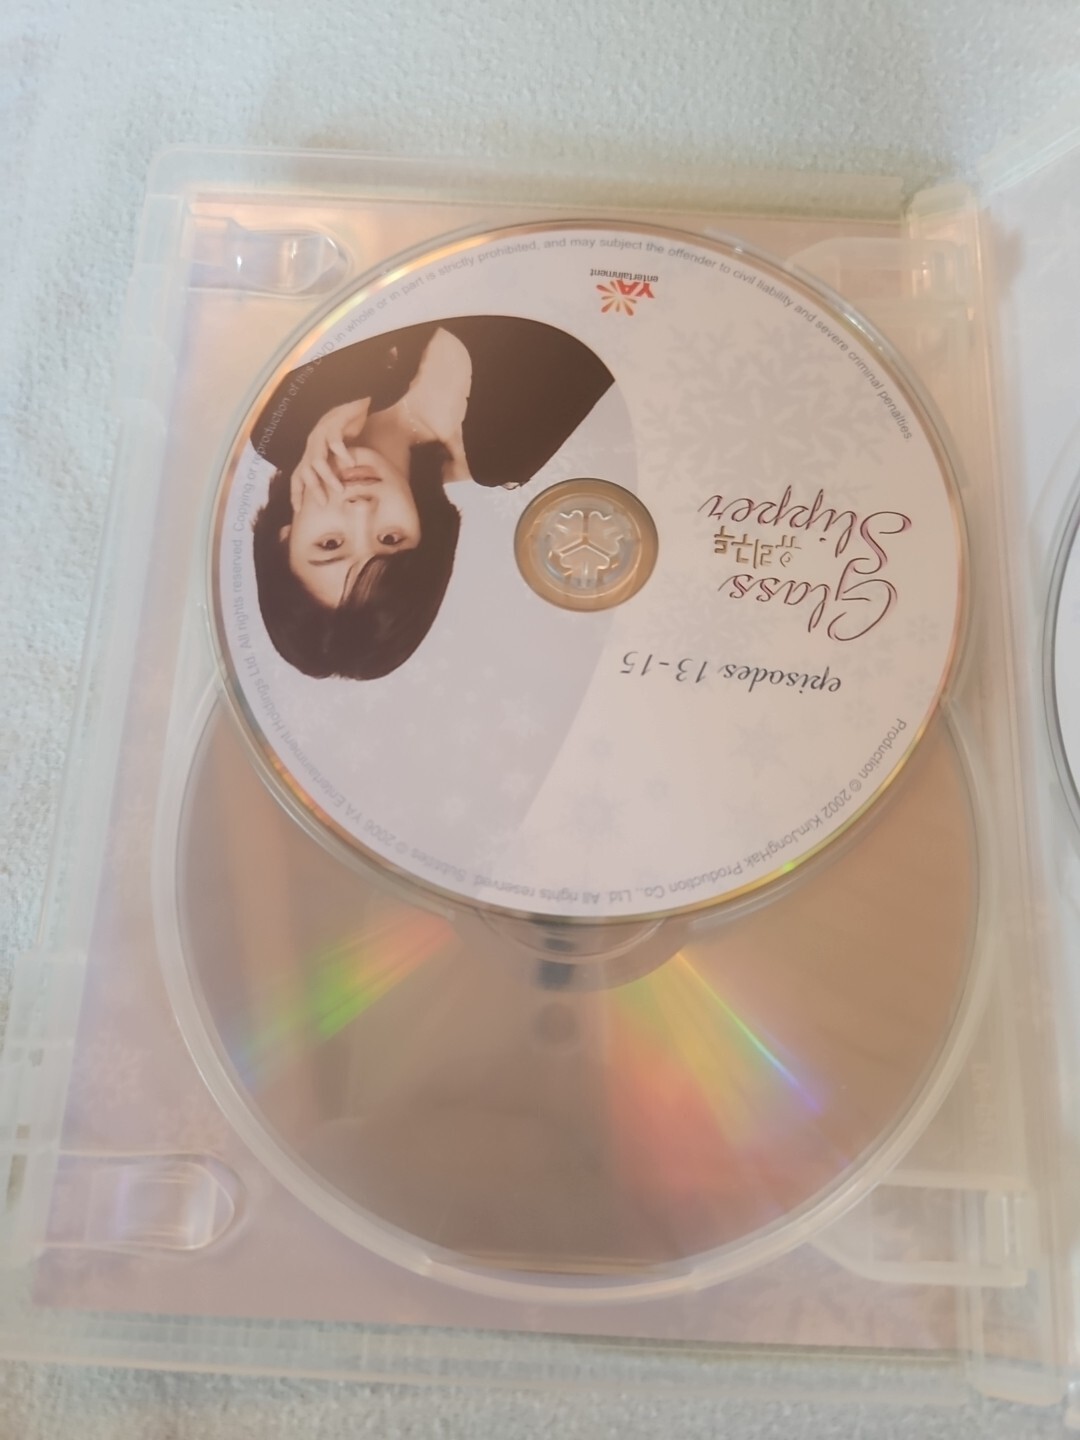 YA
entertainment
Glass
유리구두
Slipper
episodes 13-15
Production © 2002 KimJongHak Production Co., Ltd. All rights reserved. Subtitles © 2006 YA Entertainment Holdings Ltd. All rights reserved. Copying or reproduction of this DVD in whole or in part is strictly prohibited, and may subject the offender to civil liability and severe criminal penalties.